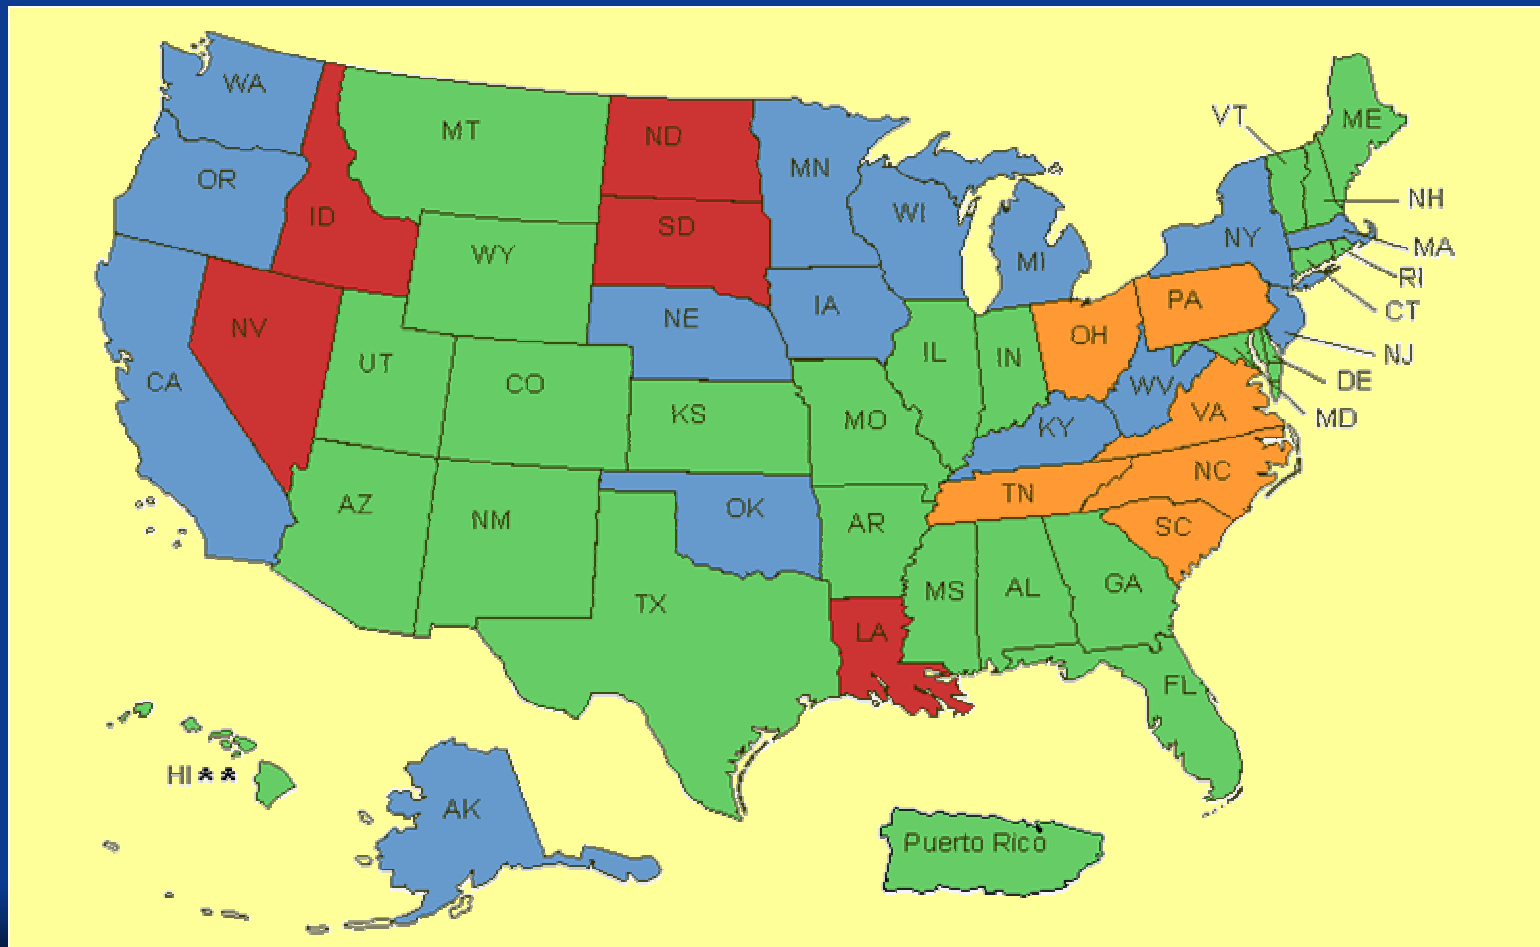 WA
MT
ND
MN
VT
ME
OR
ID
SD
WI
MI
NY
NH
MA
RI
CT
NJ
DE
MD
WY
NV
NE
IA
PA
OH
IL
IN
WV
VA
CA
UT
CO
KS
MO
KY
NC
TN
SC
AZ
NM
OK
AR
TX
LA
MS
AL
GA
FL
HI **
AK
Puerto Rico